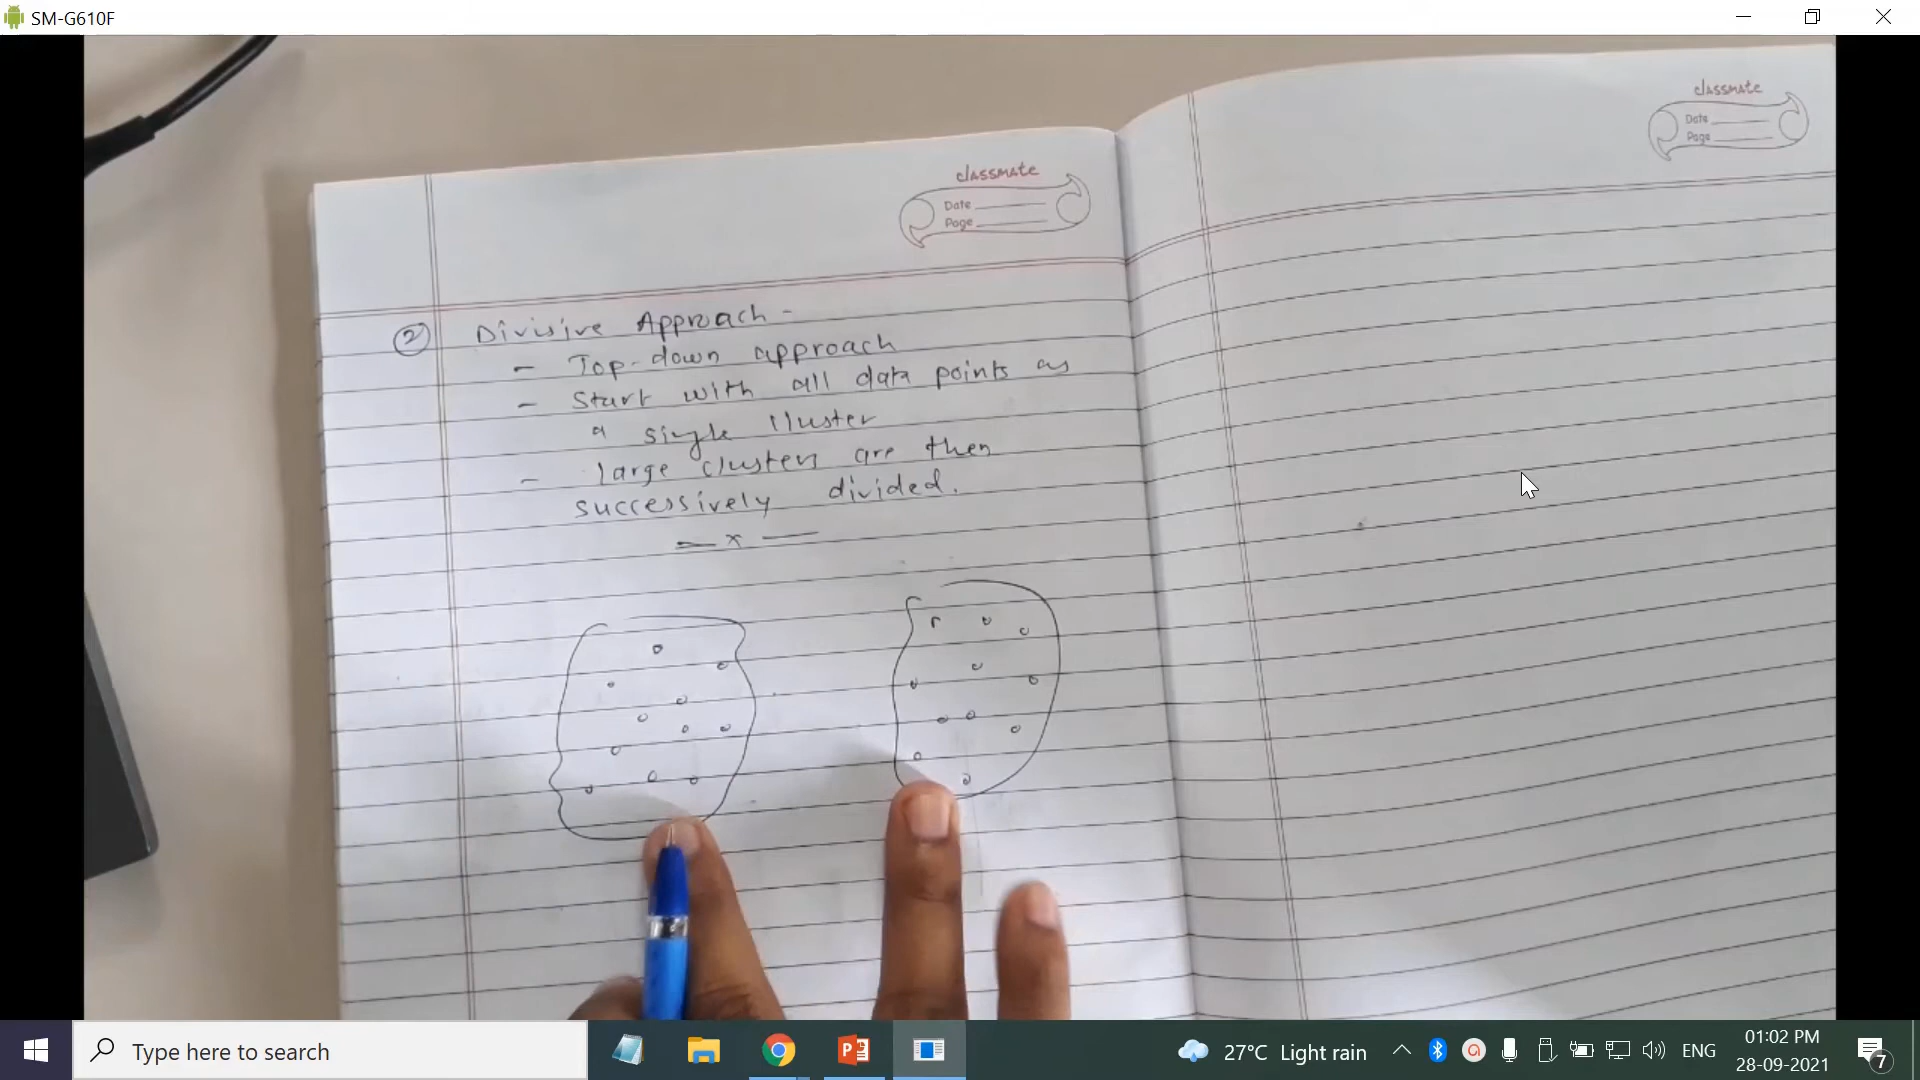 SM-G610F
classmate
Date
Page
classmate
Date
Page
2 Divisive Approach -
- Top-down approach
- Start with all data points as
a single cluster
- Large clusters are then
successively divided.
x
Type here to search
27°C Light rain
ENG
01:02 PM
28-09-2021
7